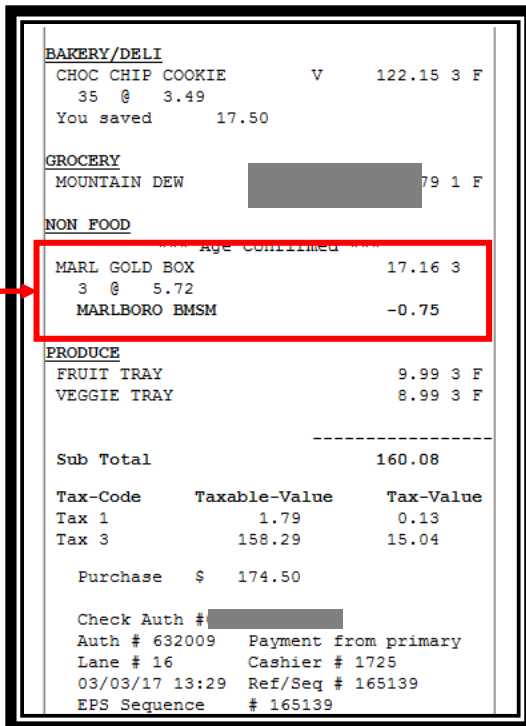 BAKERY/DELI
CHOC CHIP COOKIE V 122.15 3 F
35 @ 3.49
You saved 17.50
GROCERY
MOUNTAIN DEW 79 1 F
NON FOOD
*** Age Confirmed ***
MARL GOLD BOX 17.16 3
3 @ 5.72
MARLBORO BMSM -0.75
PRODUCE
FRUIT TRAY 9.99 3 F
VEGGIE TRAY 8.99 3 F
-----------------
Sub Total 160.08
Tax-Code Taxable-Value Tax-Value
Tax 1 1.79 0.13
Tax 3 158.29 15.04
Purchase $ 174.50
Check Auth #
Auth # 632009 Payment from primary
Lane # 16 Cashier # 1725
03/03/17 13:29 Ref/Seq # 165139
EPS Sequence # 165139